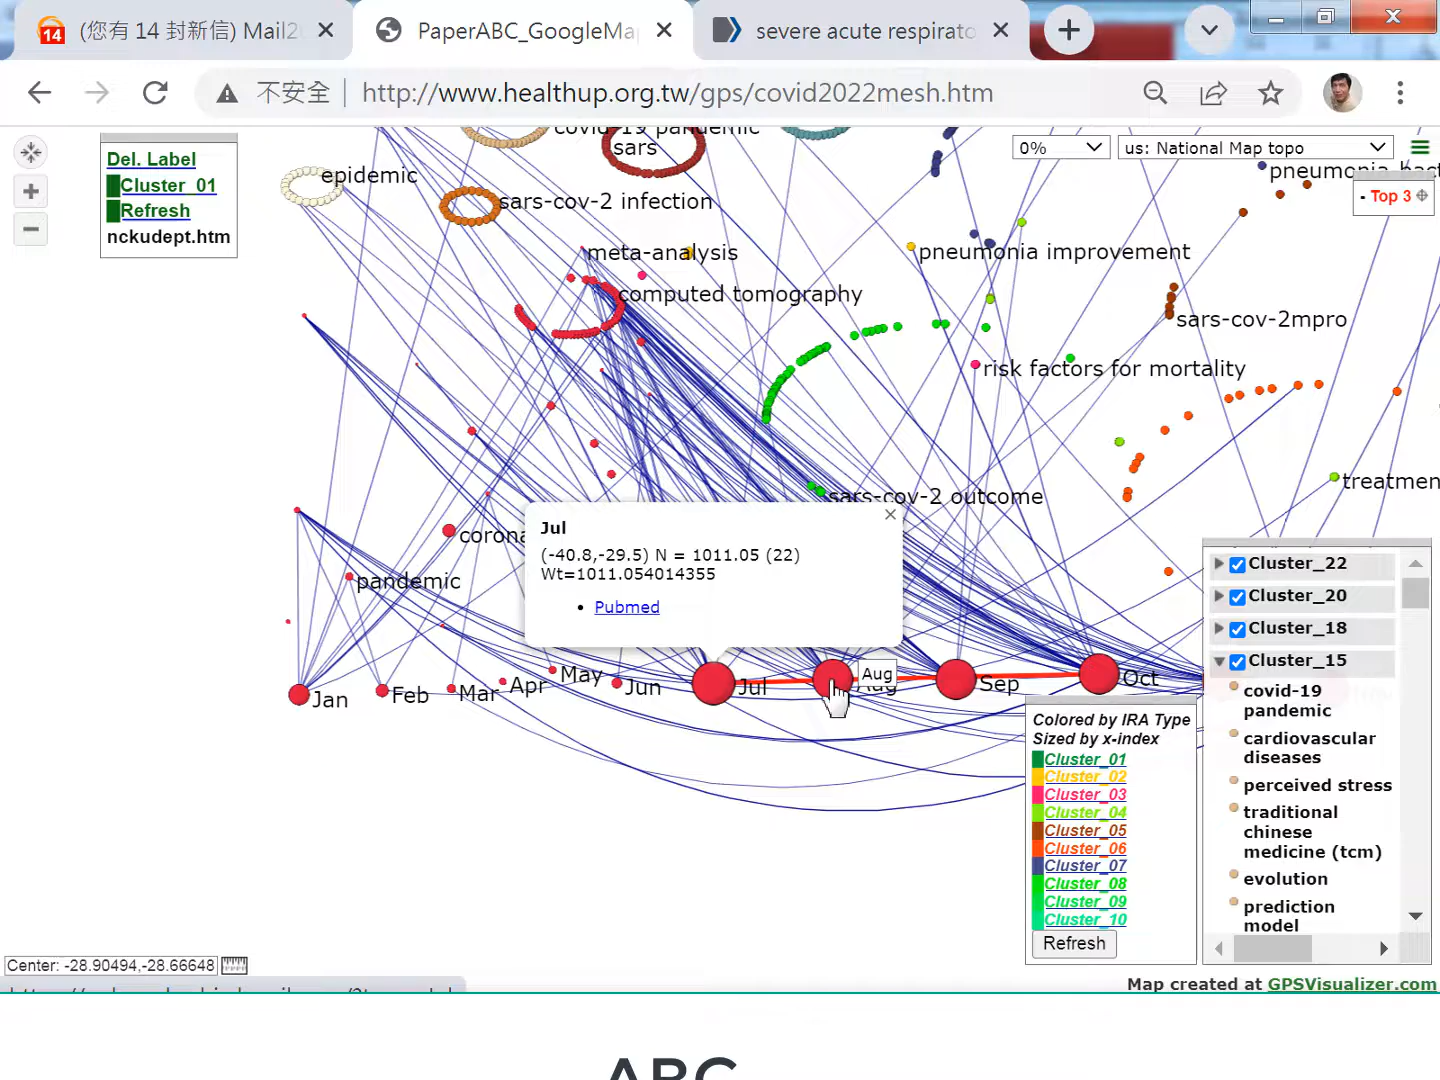 14
(您有 14 封新信) Mail2
PaperABC_GoogleMa
severe acute respirato
不安全
http://www.healthup.org.tw/gps/covid2022mesh.htm
Del. Label
Cluster_01
Refresh
nckudept.htm
0%
us: National Map topo
Top 3
covid-19 pandemic
sars
epidemic
sars-cov-2 infection
meta-analysis
computed tomography
pneumonia improvement
sars-cov-2mpro
risk factors for mortality
sars-cov-2 outcome
treatmen
corona
pandemic
Jul
(-40.8,-29.5) N = 1011.05 (22)
Wt=1011.054014355
Pubmed
Jan
Feb
Mar
Apr
May
Jun
Jul
Aug
Aug
Sep
Oct
Colored by IRA Type
Sized by x-index
Cluster_01
Cluster_02
Cluster_03
Cluster_04
Cluster_05
Cluster_06
Cluster_07
Cluster_08
Cluster_09
Cluster_10
Refresh
Cluster_22
Cluster_20
Cluster_18
Cluster_15
covid-19
pandemic
cardiovascular
diseases
perceived stress
traditional
chinese
medicine (tcm)
evolution
prediction
model
Center: -28.90494,-28.66648
Map created at GPSVisualizer.com
ABC